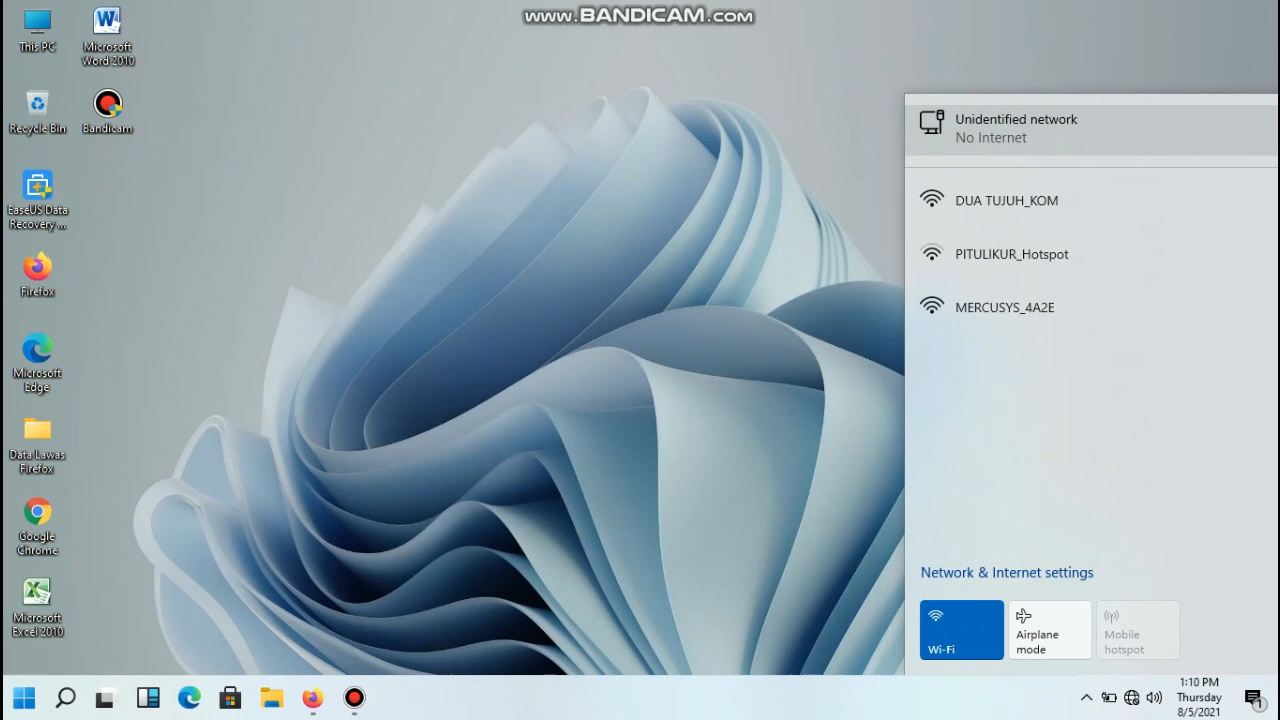 www.BANDICAM.com
This PC
Microsoft
Word 2010
Recycle Bin
Bandicam
EaseUS Data
Recovery ...
Firefox
Microsoft
Edge
Data Lawas
Firefox
Google
Chrome
Microsoft
Excel 2010
Unidentified network
No Internet
DUA TUJUH_KOM
PITULIKUR_Hotspot
MERCUSYS_4A2E
Network & Internet settings
Wi-Fi
Airplane
mode
Mobile
hotspot
1:10 PM
Thursday
8/5/2021
1